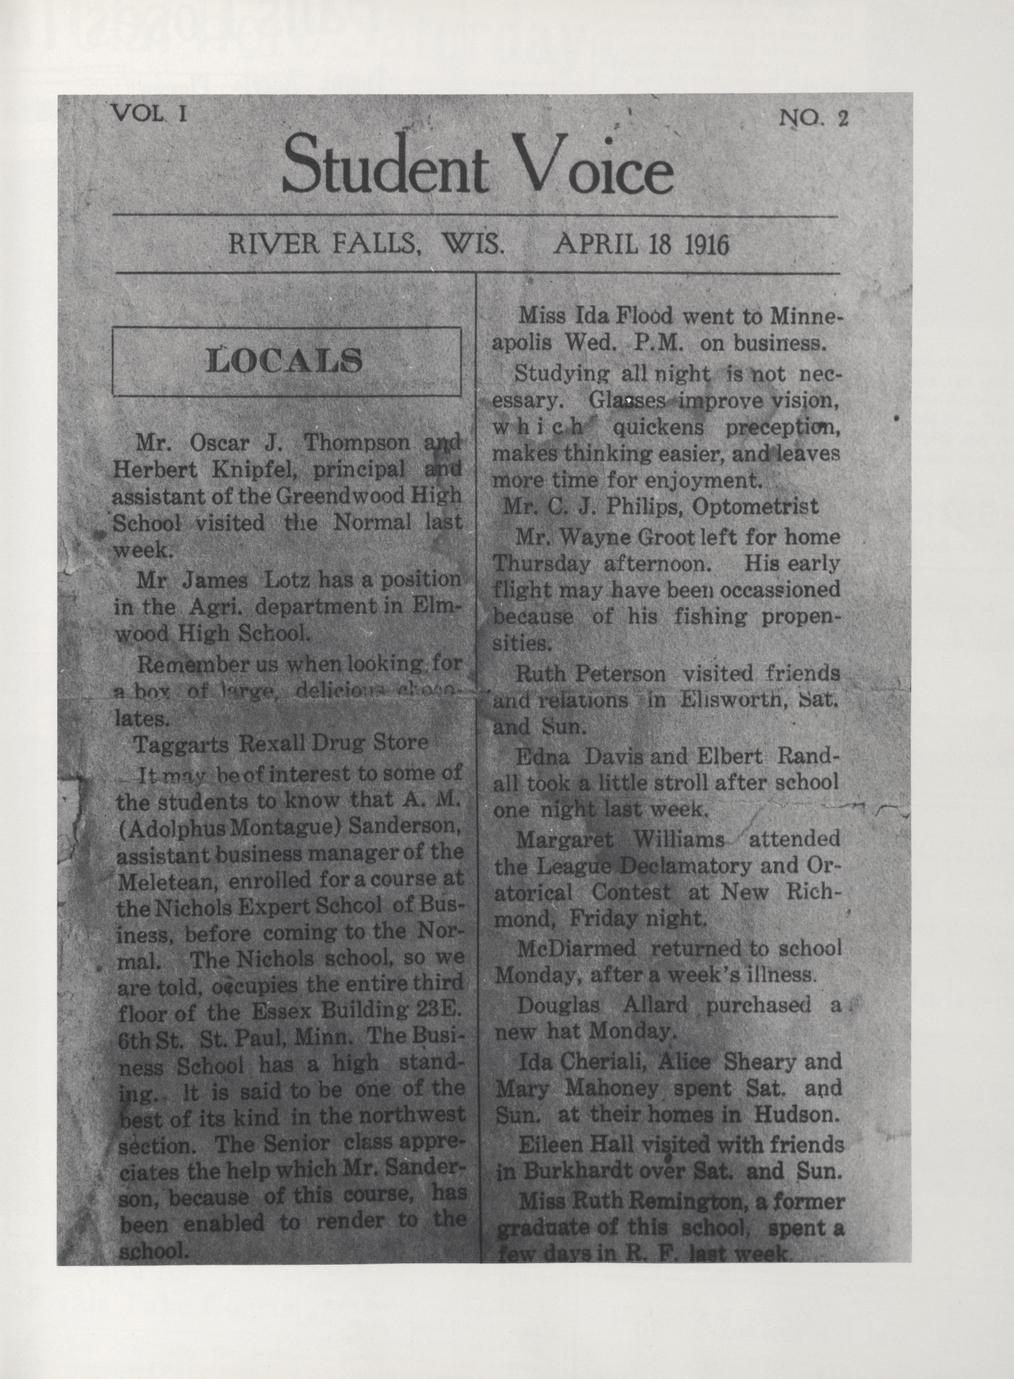 VOL I
NO. 2
Student Voice
RIVER FALLS, WIS. APRIL 18 1916
LOCALS
Mr. Oscar J. Thompson and
Herbert Knipfel, principal and
assistant of the Greendwood High
School visited the Normal last
week.
Mr James Lotz has a position
in the Agri. department in Elm-
wood High School.
Remember us when looking for
a box of large, delicious choco-
lates.
Taggarts Rexall Drug Store
It may be of interest to some of
the students to know that A. M.
(Adolphus Montague) Sanderson,
assistant business manager of the
Meletean, enrolled for a course at
the Nichols Expert School of Bus-
iness, before coming to the Nor-
mal. The Nichols school, so we
are told, occupies the entire third
floor of the Essex Building 23E.
6th St. St. Paul, Minn. The Busi-
ness School has a high stand-
ing. It is said to be one of the
best of its kind in the northwest
section. The Senior class appre-
ciates the help which Mr. Sander-
son, because of this course, has
been enabled to render to the
school.
Miss Ida Flood went to Minne-
apolis Wed. P.M. on business.
Studying all night is not nec-
essary. Glasses improve vision,
which quickens preception,
makes thinking easier, and leaves
more time for enjoyment.
Mr. C. J. Philips, Optometrist
Mr. Wayne Groot left for home
Thursday afternoon. His early
flight may have been occassioned
because of his fishing propen-
sities.
Ruth Peterson visited friends
and relations in Ellsworth, Sat.
and Sun.
Edna Davis and Elbert Rand-
all took a little stroll after school
one night last week.
Margaret Williams attended
the League Declamatory and Or-
atorical Contest at New Rich-
mond, Friday night.
McDiarmed returned to school
Monday, after a week's illness.
Douglas Allard purchased a
new hat Monday.
Ida Cheriali, Alice Sheary and
Mary Mahoney spent Sat. and
Sun. at their homes in Hudson.
Eileen Hall visited with friends
in Burkhardt over Sat. and Sun.
Miss Ruth Remington, a former
graduate of this school, spent a
few days in R. F. last week.